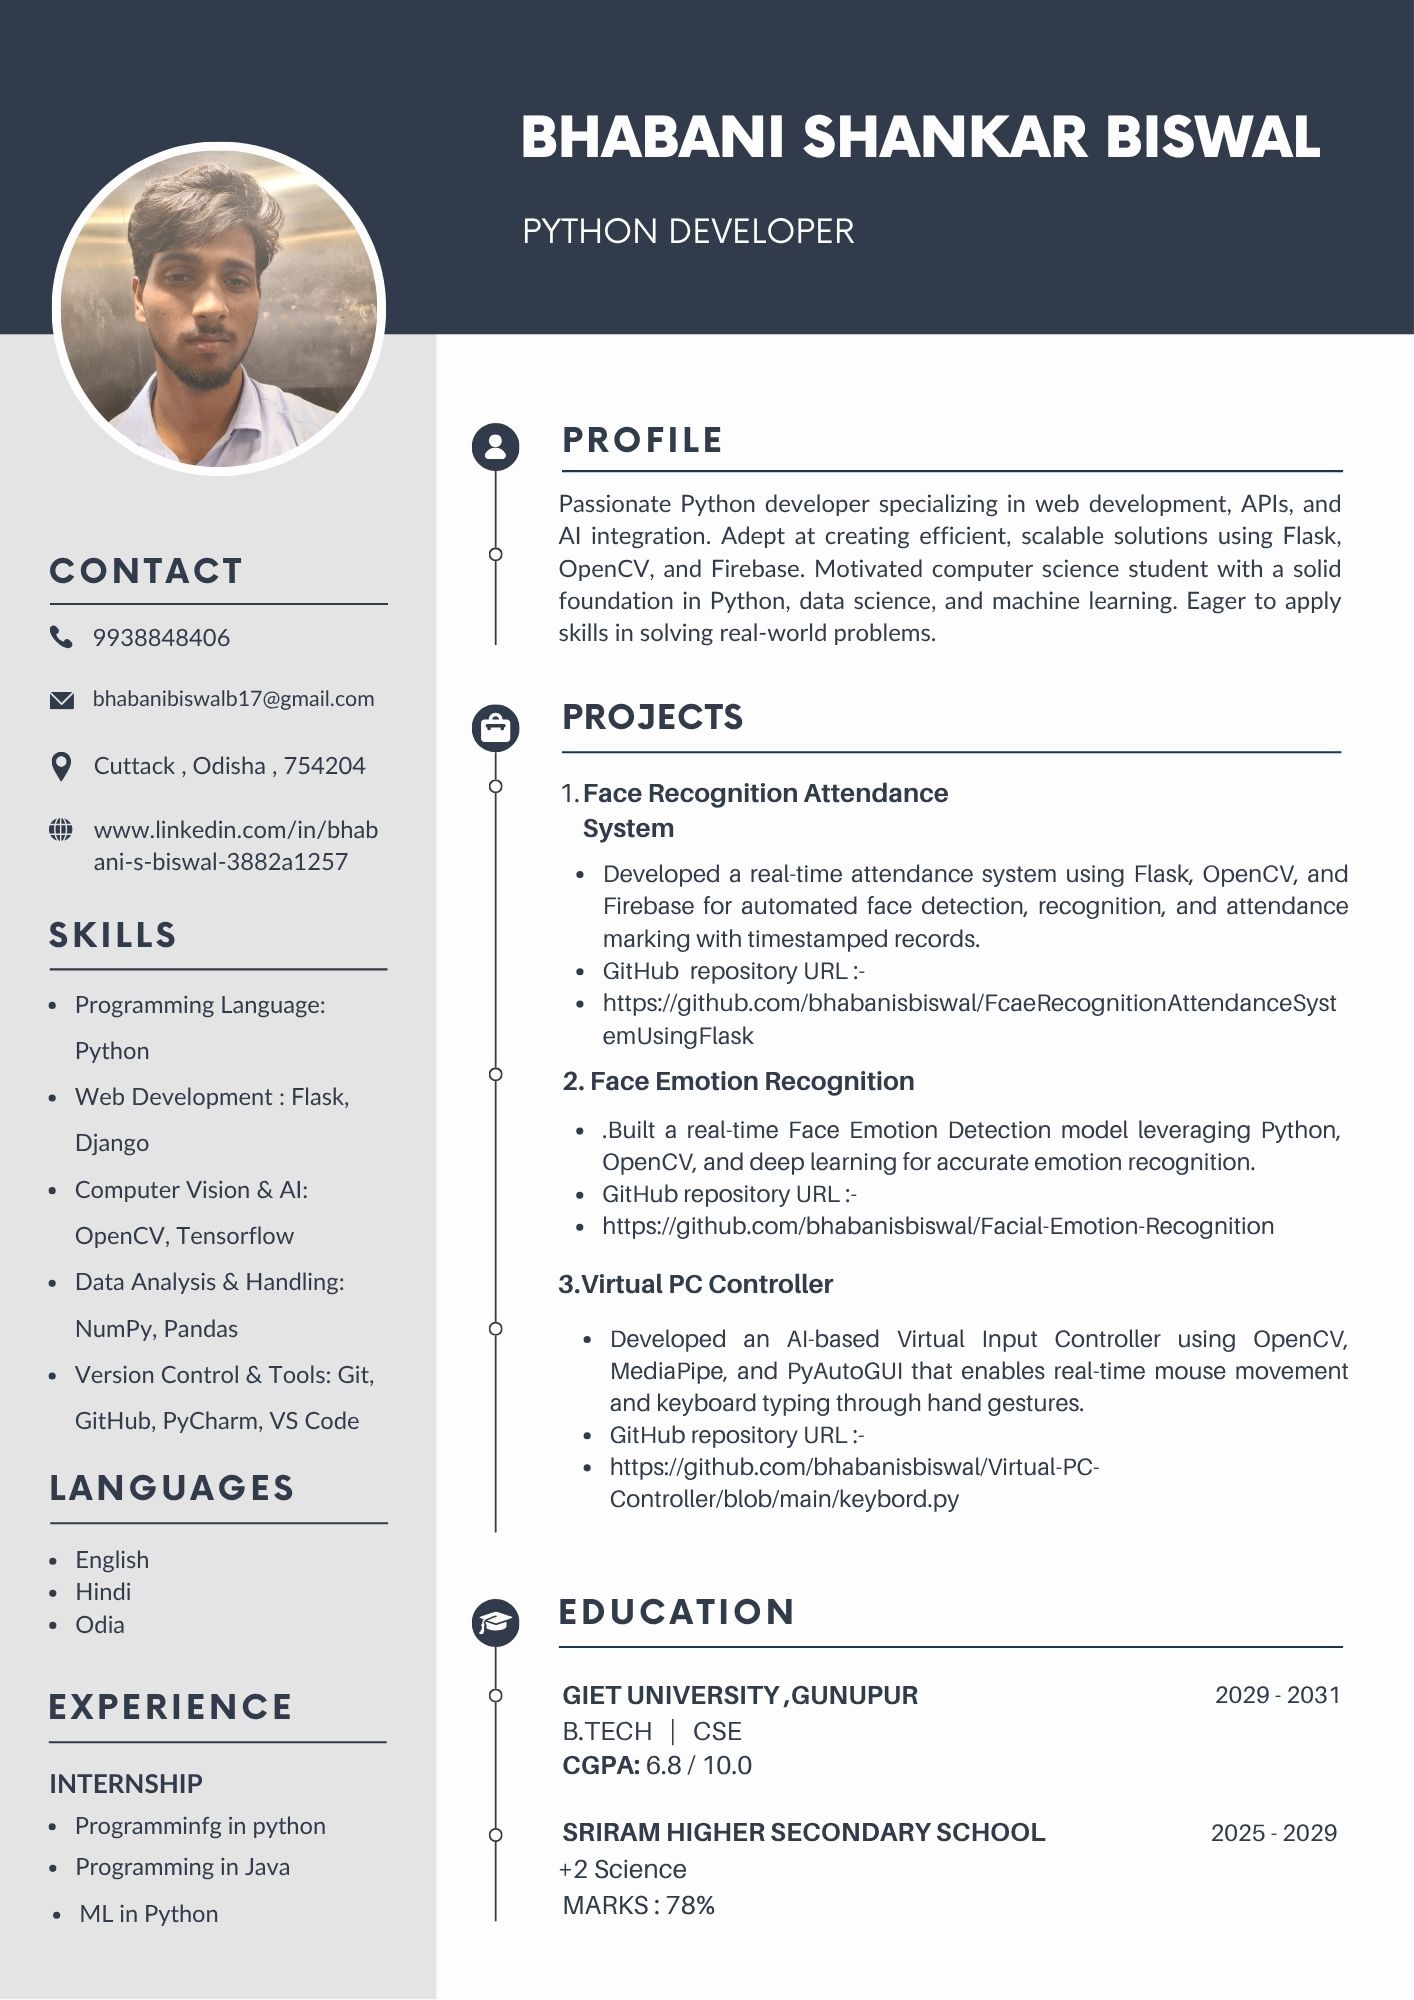 BHABANI SHANKAR BISWAL
PYTHON DEVELOPER
CONTACT
9938848406
bhabanibiswalb17@gmail.com
Cuttack , Odisha , 754204
www.linkedin.com/in/bhab
ani-s-biswal-3882a1257
SKILLS
• Programming Language:
Python
• Web Development : Flask,
Django
• Computer Vision & AI:
OpenCV, Tensorflow
• Data Analysis & Handling:
NumPy, Pandas
• Version Control & Tools: Git,
GitHub, PyCharm, VS Code
LANGUAGES
• English
• Hindi
• Odia
EXPERIENCE
INTERNSHIP
• Programminfg in python
• Programming in Java
• ML in Python
PROFILE
Passionate Python developer specializing in web development, APIs, and
AI integration. Adept at creating efficient, scalable solutions using Flask,
OpenCV, and Firebase. Motivated computer science student with a solid
foundation in Python, data science, and machine learning. Eager to apply
skills in solving real-world problems.
PROJECTS
1. Face Recognition Attendance
System
• Developed a real-time attendance system using Flask, OpenCV, and
Firebase for automated face detection, recognition, and attendance
marking with timestamped records.
• GitHub repository URL :-
• https://github.com/bhabanisbiswal/FcaeRecognitionAttendanceSyst
emUsingFlask
2. Face Emotion Recognition
• .Built a real-time Face Emotion Detection model leveraging Python,
OpenCV, and deep learning for accurate emotion recognition.
• GitHub repository URL :-
• https://github.com/bhabanisbiswal/Facial-Emotion-Recognition
3.Virtual PC Controller
• Developed an AI-based Virtual Input Controller using OpenCV,
MediaPipe, and PyAutoGUI that enables real-time mouse movement
and keyboard typing through hand gestures.
• GitHub repository URL :-
• https://github.com/bhabanisbiswal/Virtual-PC-
Controller/blob/main/keybord.py
EDUCATION
GIET UNIVERSITY ,GUNUPUR 2029 - 2031
B.TECH | CSE
CGPA: 6.8 / 10.0
SRIRAM HIGHER SECONDARY SCHOOL 2025 - 2029
+2 Science
MARKS : 78%